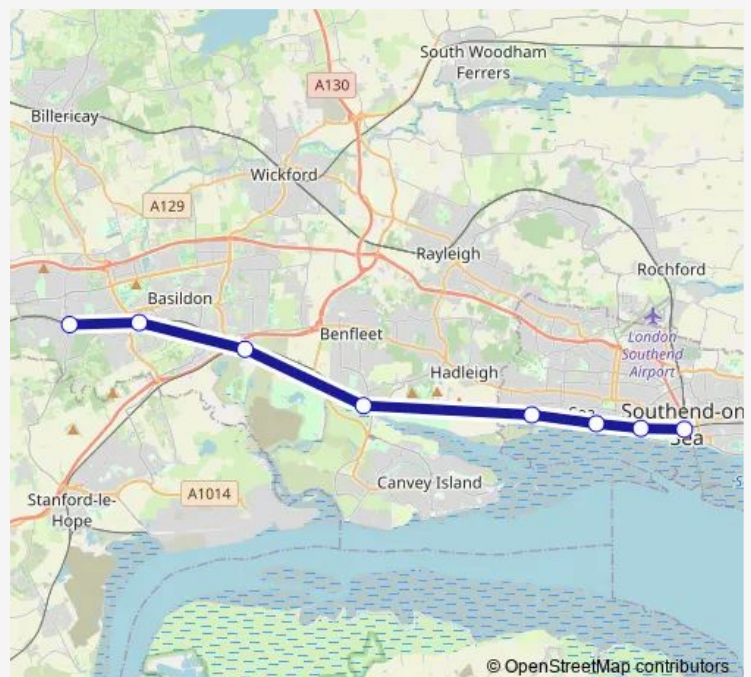 South Woodham
Ferrers
A130
Billericay
Wickford
A129
Rayleigh
Rochford
Basildon
London
Southend
Airport
Benfleet
Hadleigh
Southend-on
Sea
Canvey Island
Stanford-le-
Hope
A1014
© OpenStreetMap contributors